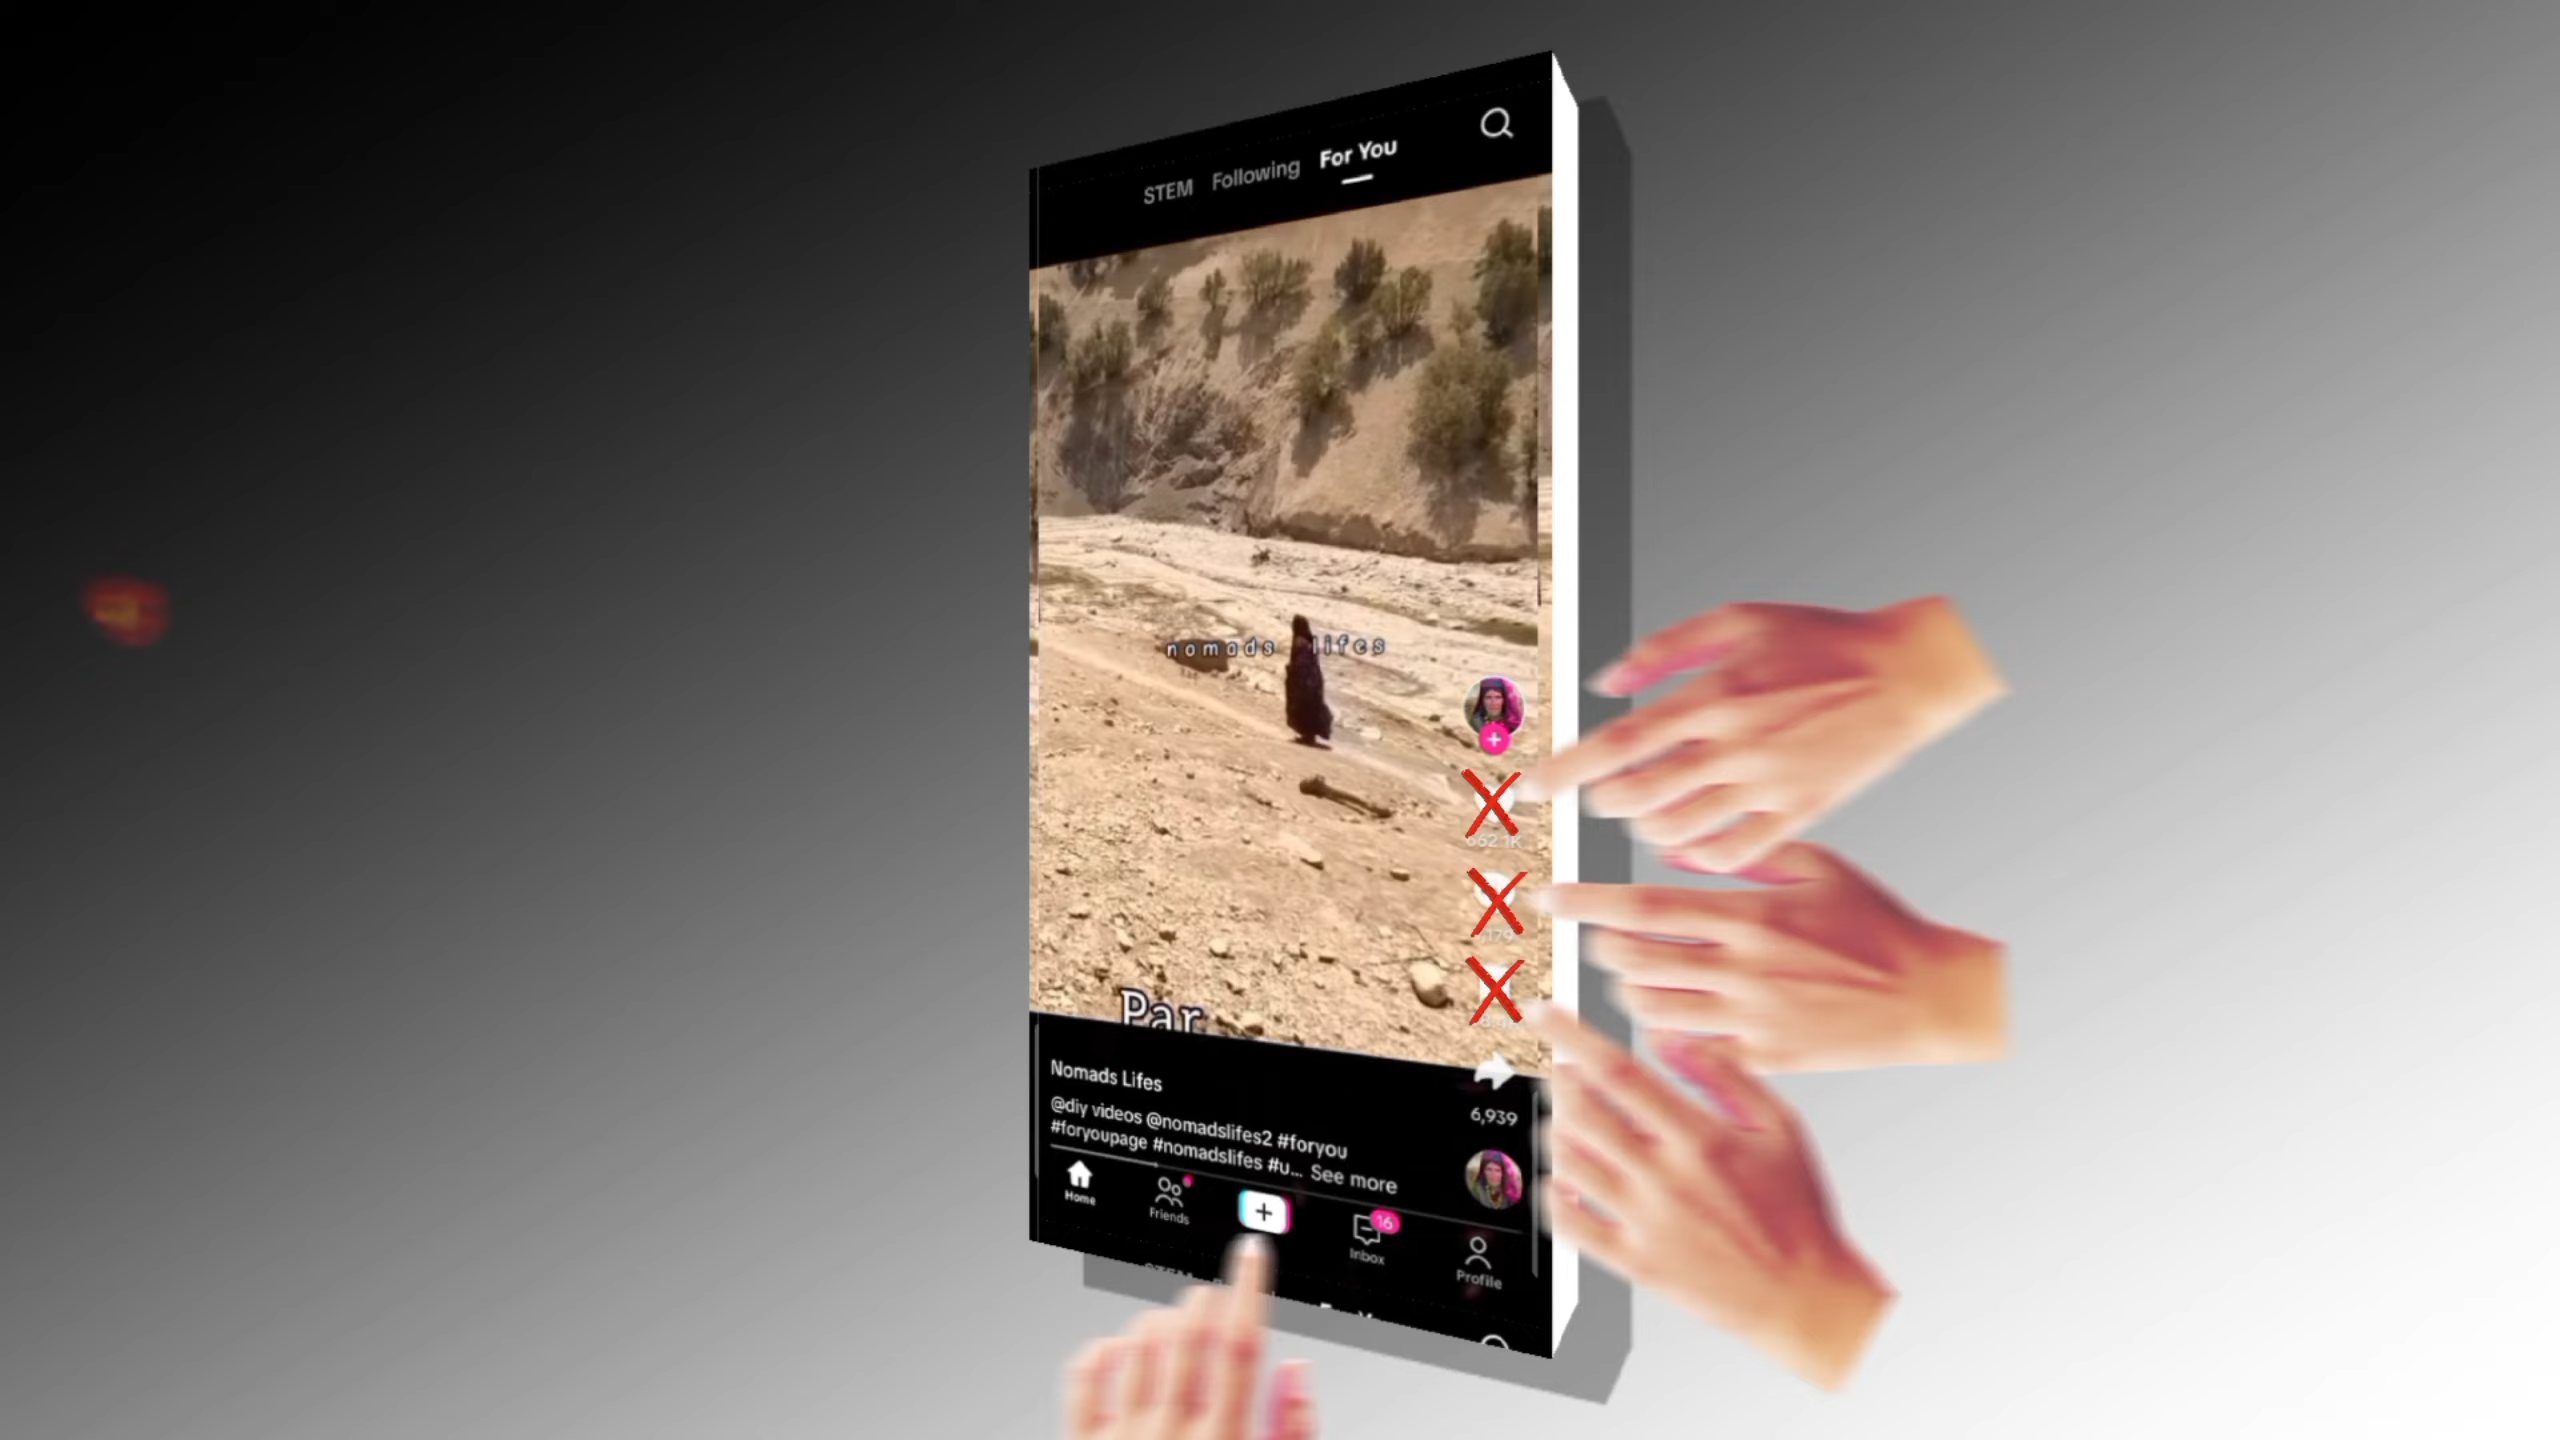 STEM Following For You
nomads lifes
Par
6,939
Nomads Lifes
@diy videos @nomadslifes2 #foryou
#foryoupage #nomadslifes #u... See more
Home
Friends
16
Inbox
Profile